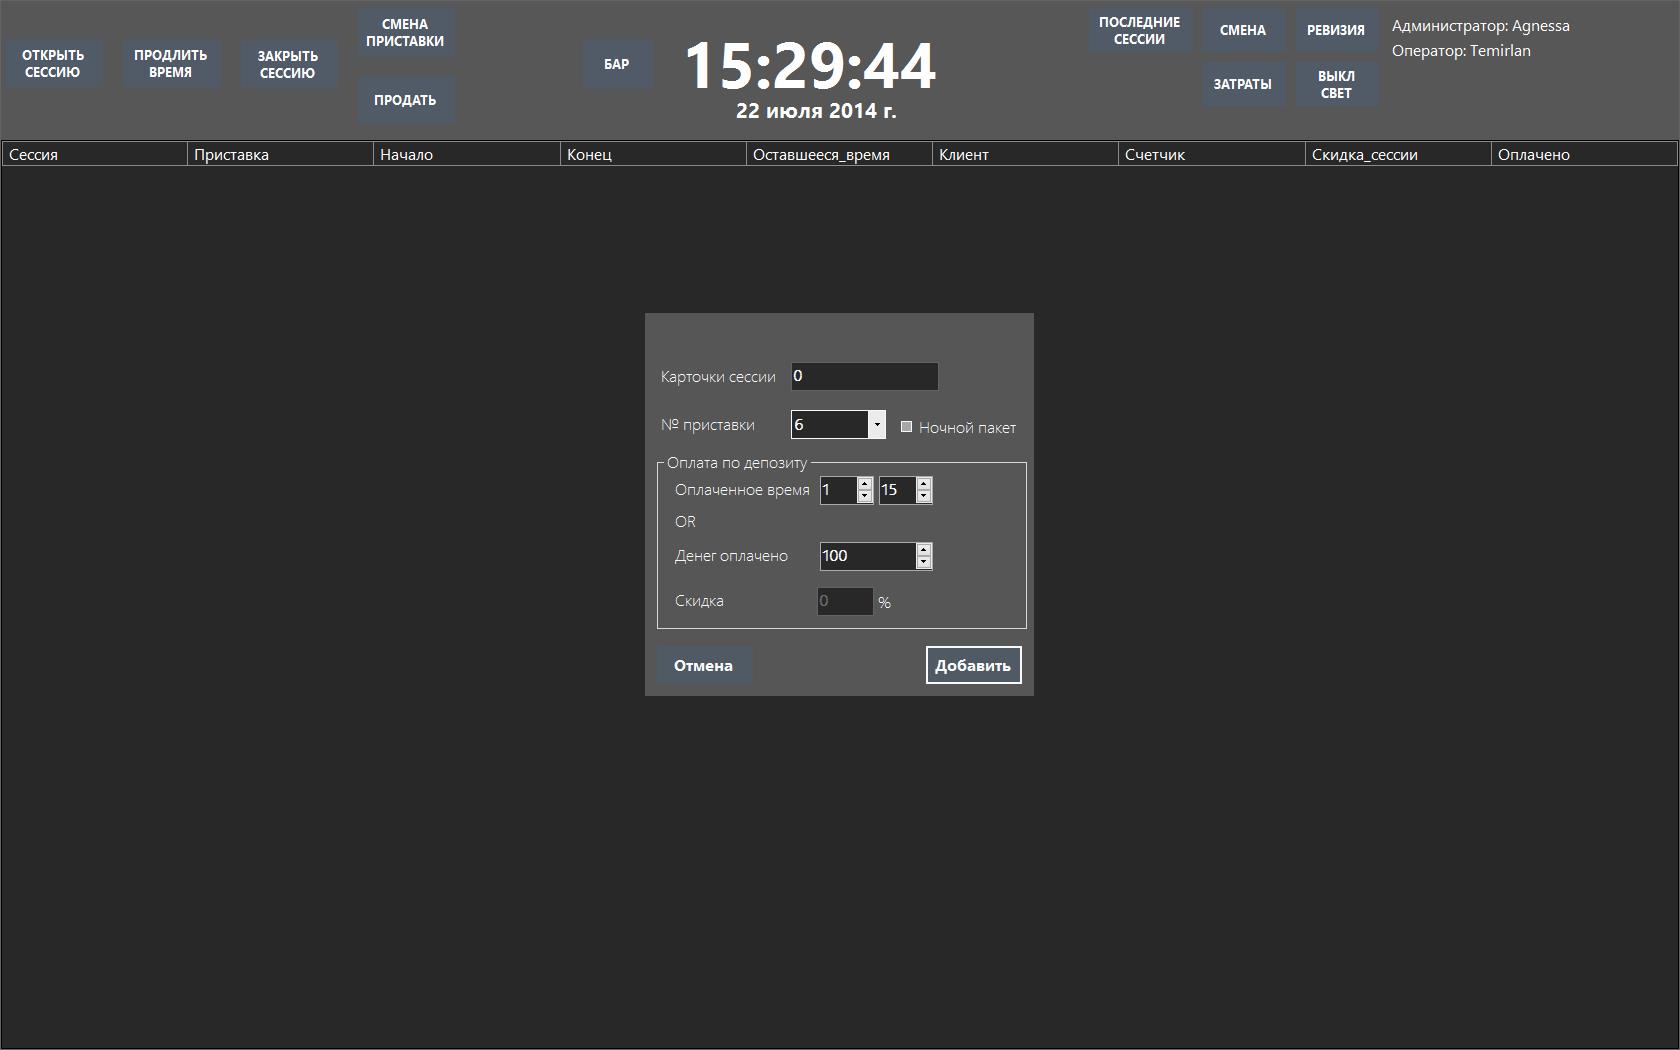 ОТКРЫТЬ
СЕССИЮ
ПРОДЛИТЬ
ВРЕМЯ
ЗАКРЫТЬ
СЕССИЮ
СМЕНА
ПРИСТАВКИ
ПРОДАТЬ
БАР
15:29:44
22 июля 2014 г.
ПОСЛЕДНИЕ
СЕССИИ
СМЕНА
РЕВИЗИЯ
ЗАТРАТЫ
ВЫКЛ
СВЕТ
Администратор: Agnessa
Оператор: Temirlan
Сессия Приставка Начало Конец Оставшееся_время Клиент Счетчик Скидка_сессии Оплачено
Карточки сессии 0
№ приставки 6 Ночной пакет
Оплата по депозиту
Оплаченное время 1 15
OR
Денег оплачено 100
Скидка 0 %
Отмена Добавить